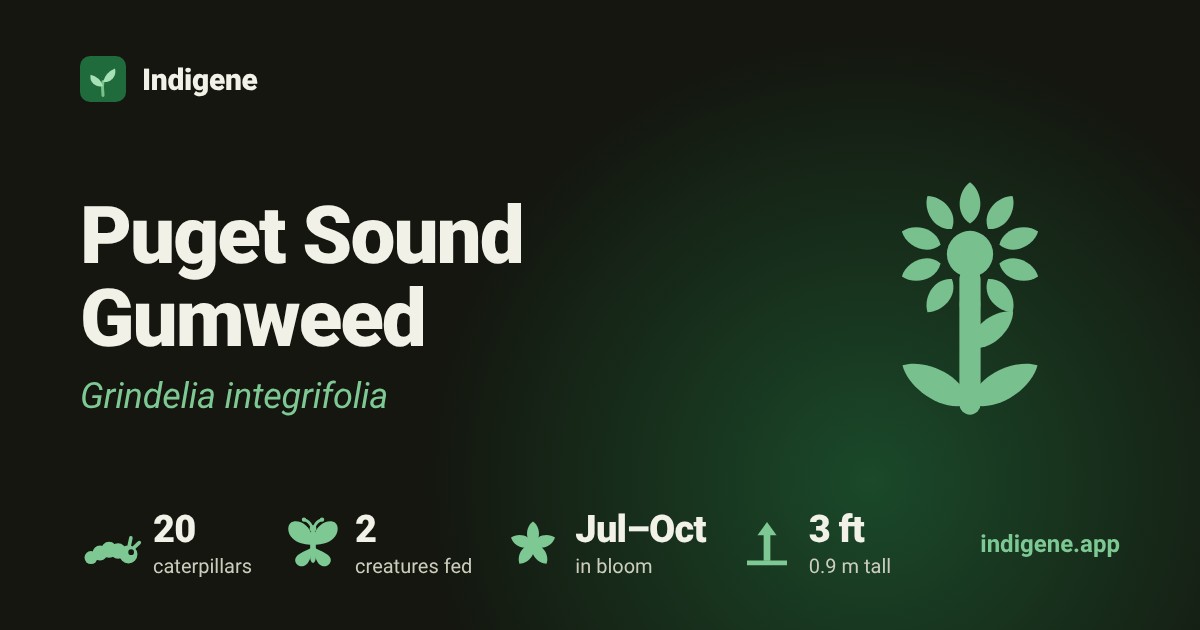 Indigene
Puget Sound
Gumweed
Grindelia integrifolia
20
caterpillars
2
creatures fed
Jul–Oct
in bloom
3 ft
0.9 m tall
indigene.app